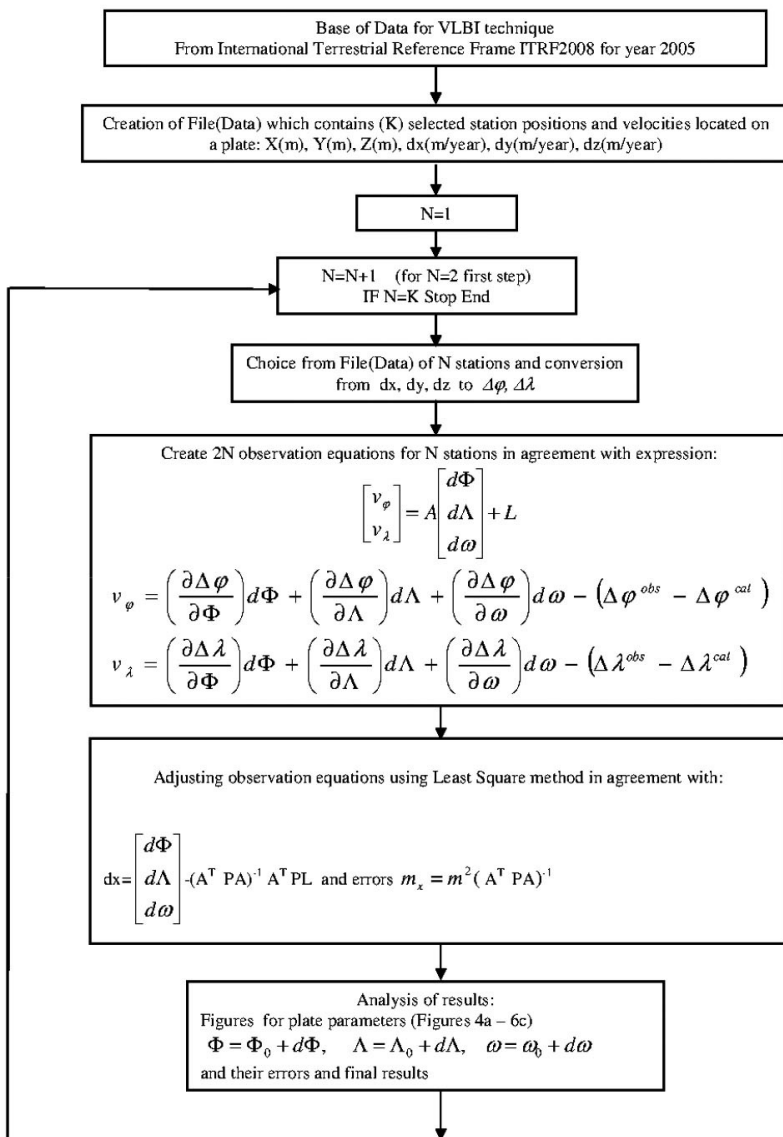 Base of Data for VLBI technique
From International Terrestrial Reference Frame ITRF2008 for year 2005
Creation of File(Data) which contains (K) selected station positions and velocities located on
a plate: X(m), Y(m), Z(m), dx(m/year), dy(m/year), dz(m/year)
N=1
N=N+1 (for N=2 first step)
IF N=K Stop End
Choice from File(Data) of N stations and conversion
from dx, dy, dz to Δφ, Δλ
Create 2N observation equations for N stations in agreement with expression:
[v_φ; v_λ] = A[dΦ; dΛ; dω] + L
v_φ = (∂Δφ/∂Φ)dΦ + (∂Δφ/∂Λ)dΛ + (∂Δφ/∂ω)dω − (Δφ^obs − Δφ^cal)
v_λ = (∂Δλ/∂Φ)dΦ + (∂Δλ/∂Λ)dΛ + (∂Δλ/∂ω)dω − (Δλ^obs − Δλ^cal)
Adjusting observation equations using Least Square method in agreement with:
dx=[dΦ; dΛ; dω] -(A^T PA)^-1 A^T PL and errors m_x = m^2 (A^T PA)^-1
Analysis of results:
Figures for plate parameters (Figures 4a – 6c)
Φ = Φ_0 + dΦ, Λ = Λ_0 + dΛ, ω = ω_0 + dω
and their errors and final results